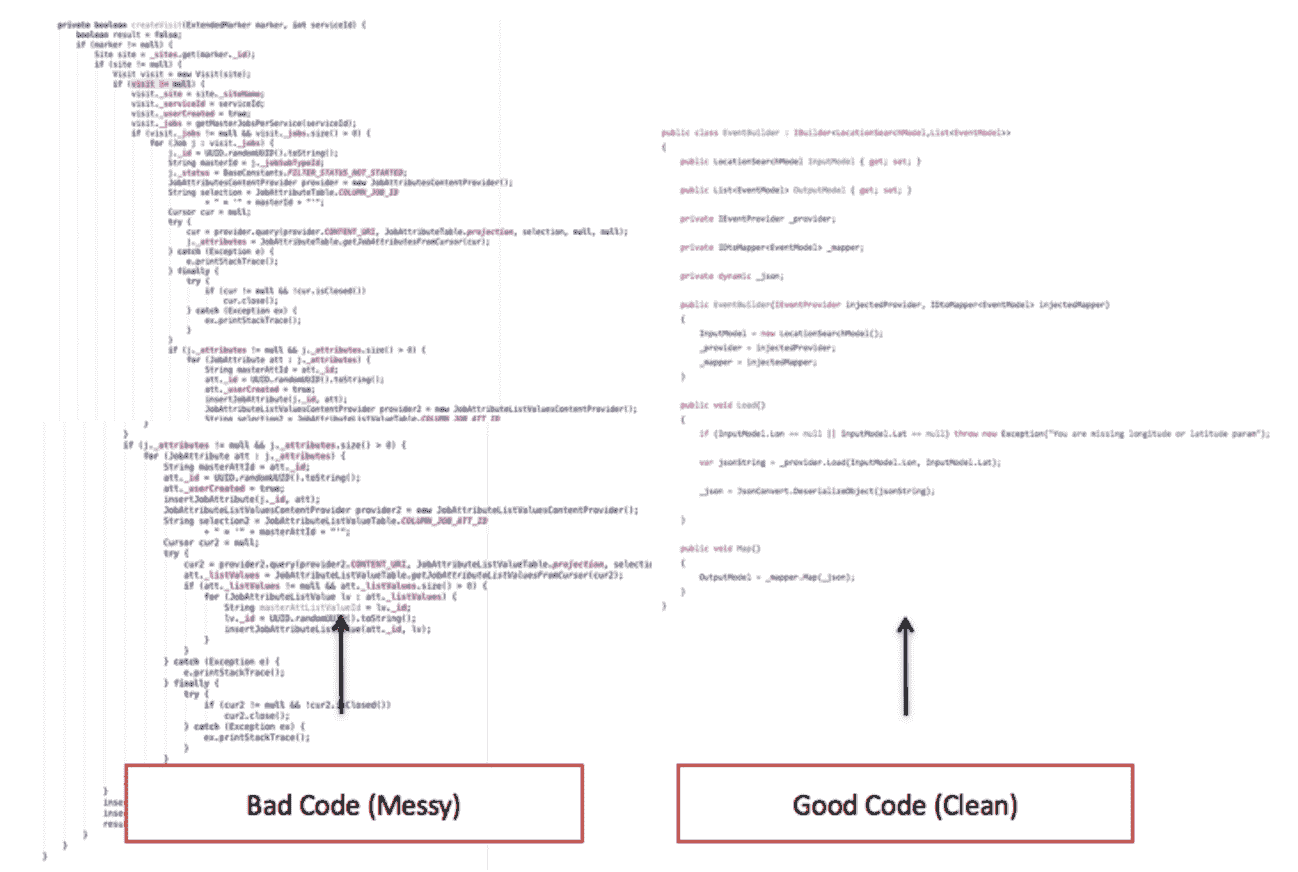 private boolean createVisit(ExtendedMarker marker, int serviceId) {
boolean result = false;
if (marker != null) {
Site site = _sites.get(marker._id);
if (site != null) {
Visit visit = new Visit(site);
if (visit != null) {
visit._site = site._siteName;
visit._serviceId = serviceId;
visit._userCreated = true;
visit._jobs = getMasterJobsPerService(serviceId);
if (visit._jobs != null && visit._jobs.size() > 0) {
for (Job j : visit._jobs) {
j._id = UUID.randomUUID().toString();
String masterId = j._jobSubTypeId;
j._status = BaseConstants.FILTER_STATUS_NOT_STARTED;
JobAttributesContentProvider provider = new JobAttributesContentProvider();
String selection = JobAttributeTable.COLUMN_JOB_ID
+ " = '" + masterId + "'";
Cursor cur = null;
try {
cur = provider.query(provider.CONTENT_URI, JobAttributeTable.projection, selection, null, null);
j._attributes = JobAttributeTable.getJobAttributesFromCursor(cur);
} catch (Exception e) {
e.printStackTrace();
} finally {
try {
if (cur != null && !cur.isClosed())
cur.close();
} catch (Exception ex) {
ex.printStackTrace();
}
}
if (j._attributes != null && j._attributes.size() > 0) {
for (JobAttribute att : j._attributes) {
String masterAttId = att._id;
att._id = UUID.randomUUID().toString();
att._userCreated = true;
insertJobAttribute(j._id, att);
JobAttributeListValuesContentProvider provider2 = new JobAttributeListValuesContentProvider();
String selection2 = JobAttributeListValueTable.COLUMN_JOB_ATT_ID
}
}
if (j._attributes != null && j._attributes.size() > 0) {
for (JobAttribute att : j._attributes) {
String masterAttId = att._id;
att._id = UUID.randomUUID().toString();
att._userCreated = true;
insertJobAttribute(j._id, att);
JobAttributeListValuesContentProvider provider2 = new JobAttributeListValuesContentProvider();
String selection2 = JobAttributeListValueTable.COLUMN_JOB_ATT_ID
+ " = '" + masterAttId + "'";
Cursor cur2 = null;
try {
cur2 = provider2.query(provider2.CONTENT_URI, JobAttributeListValueTable.projection, selecti
att._listValues = JobAttributeListValueTable.getJobAttributeListValuesFromCursor(cur2);
if (att._listValues != null && att._listValues.size() > 0) {
for (JobAttributeListValue lv : att._listValues) {
String masterAttListValueId = lv._id;
lv._id = UUID.randomUUID().toString();
insertJobAttributeListValue(att._id, lv);
}
}
} catch (Exception e) {
e.printStackTrace();
} finally {
try {
if (cur2 != null && !cur2.isClosed())
cur2.close();
} catch (Exception ex) {
ex.printStackTrace();
}
}
}
inse
inse
resu
}
}
}
Bad Code (Messy)
public class EventBuilder : IBuilder<LocationSearchModel,List<EventModel>>
{
public LocationSearchModel InputModel { get; set; }
public List<EventModel> OutputModel { get; set; }
private IEventProvider _provider;
private IDtoMapper<EventModel> _mapper;
private dynamic _json;
public EventBuilder(IEventProvider injectedProvider, IDtoMapper<EventModel> injectedMapper)
{
InputModel = new LocationSearchModel();
_provider = injectedProvider;
_mapper = injectedMapper;
}
public void Load()
{
if (InputModel.Lon == null || InputModel.Lat == null) throw new Exception("You are missing longitude or latitude param");
var jsonString = _provider.Load(InputModel.Lon, InputModel.Lat);
_json = JsonConvert.DeserializeObject(jsonString);
}
public void Map()
{
OutputModel = _mapper.Map(_json);
}
}
Good Code (Clean)